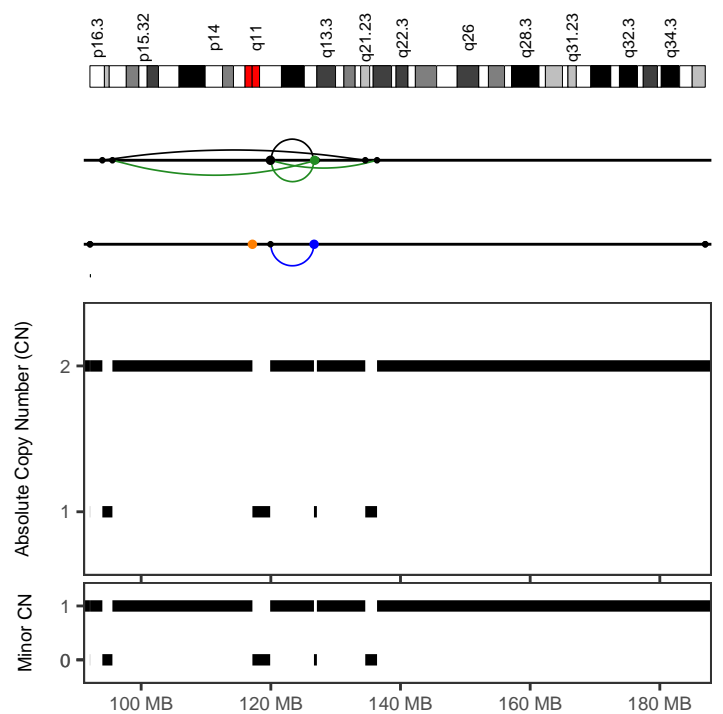 p16.3 p15.32 p14 q11 q13.3 q21.23 q22.3 q26 q28.3 q31.23 q32.3 q34.3
Absolute Copy Number (CN)
2
1
Minor CN
1
0
100 MB 120 MB 140 MB 160 MB 180 MB